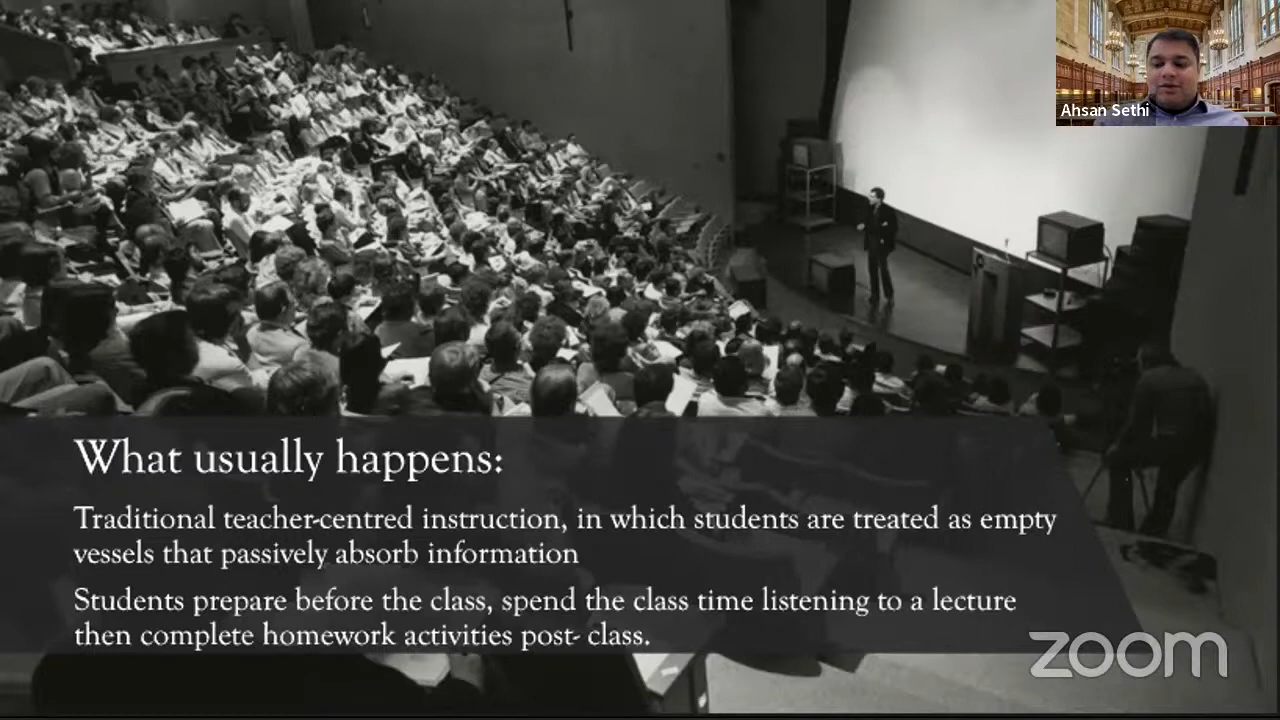 Ahsan Sethi
What usually happens:
Traditional teacher-centred instruction, in which students are treated as empty
vessels that passively absorb information
Students prepare before the class, spend the class time listening to a lecture
then complete homework activities post- class.
zoom